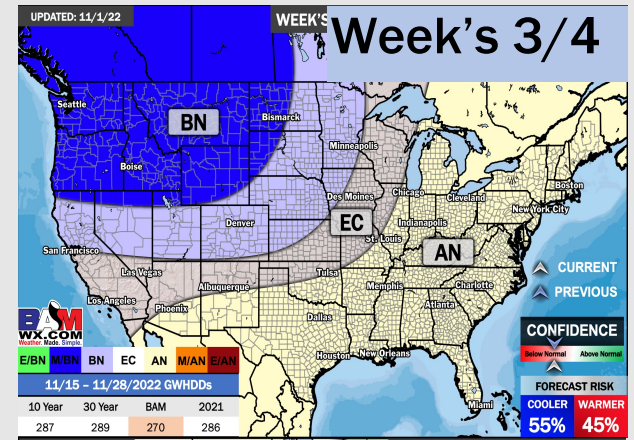 UPDATED: 11/1/22
WEEK'S
Week's 3/4
Seattle
BN
Bismarck
Minneapolis
Boise
Boston
Des Moines
Chicago
Cleveland
New York City
Denver
EC
Indianapolis
St. Louis
AN
San Francisco
CURRENT
Las Vegas
Tulsa
Albuquerque
Memphis
Charlotte
PREVIOUS
Los Angeles
Phoenix
Atlanta
Dallas
BAM
WX.COM
Weather. Made. Simple.
CONFIDENCE
Below Normal Above Normal
Houston
New Orleans
E/BN M/BN BN EC AN M/AN E/AN
11/15 – 11/28/2022 GWHDDs
FORECAST RISK
10 Year 30 Year BAM 2021
Miami
COOLER WARMER
287 289 270 286
55% 45%